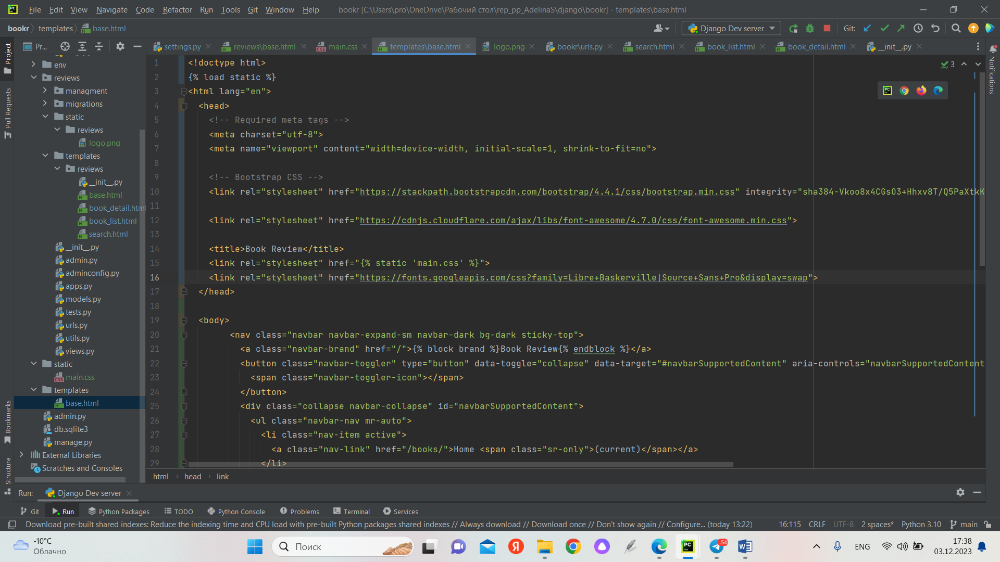 File Edit View Navigate Code Refactor Run Tools Git Window Help bookr [C:\Users\pro\OneDrive\Рабочий стол\rep_pp_AdelinaS\django\bookr] - templates\base.html
bookr templates base.html Django Dev server Git:
Pr... settings.py reviews\base.html main.css templates\base.html logo.png bookr\urls.py search.html book_list.html book_detail.html __init__.py
Project
Pull Requests
Bookmarks
Structure
Notifications
env
reviews
managment
migrations
static
reviews
logo.png
templates
reviews
__init__.py
base.html
book_detail.htm
book_list.html
search.html
__init__.py
admin.py
adminconfig.py
apps.py
models.py
tests.py
urls.py
utils.py
views.py
static
main.css
templates
base.html
admin.py
db.sqlite3
manage.py
External Libraries
Scratches and Consoles
3
1 <!doctype html>
2 {% load static %}
3 <html lang="en">
4 <head>
5 <!-- Required meta tags -->
6 <meta charset="utf-8">
7 <meta name="viewport" content="width=device-width, initial-scale=1, shrink-to-fit=no">
8
9 <!-- Bootstrap CSS -->
10 <link rel="stylesheet" href="https://stackpath.bootstrapcdn.com/bootstrap/4.4.1/css/bootstrap.min.css" integrity="sha384-Vkoo8x4CGsO3+Hhxv8T/Q5PaXtkK
11
12 <link rel="stylesheet" href="https://cdnjs.cloudflare.com/ajax/libs/font-awesome/4.7.0/css/font-awesome.min.css">
13
14 <title>Book Review</title>
15 <link rel="stylesheet" href="{% static 'main.css' %}">
16 <link rel="stylesheet" href="https://fonts.googleapis.com/css?family=Libre+Baskerville|Source+Sans+Pro&display=swap">
17 </head>
18
19 <body>
20 <nav class="navbar navbar-expand-sm navbar-dark bg-dark sticky-top">
21 <a class="navbar-brand" href="/">{% block brand %}Book Review{% endblock %}</a>
22 <button class="navbar-toggler" type="button" data-toggle="collapse" data-target="#navbarSupportedContent" aria-controls="navbarSupportedContent
23 <span class="navbar-toggler-icon"></span>
24 </button>
25 <div class="collapse navbar-collapse" id="navbarSupportedContent">
26 <ul class="navbar-nav mr-auto">
27 <li class="nav-item active">
28 <a class="nav-link" href="/books/">Home <span class="sr-only">(current)</span></a>
29 </li>
html head link
Run: Django Dev server
Git Run Python Packages TODO Python Console Problems Terminal Services
Download pre-built shared indexes: Reduce the indexing time and CPU load with pre-built Python packages shared indexes // Always download // Download once // Don't show again // Configure... (today 13:22) 16:115 CRLF UTF-8 2 spaces* Python 3.10 main
-10°C
Облачно
Поиск
54
ENG
17:38
03.12.2023